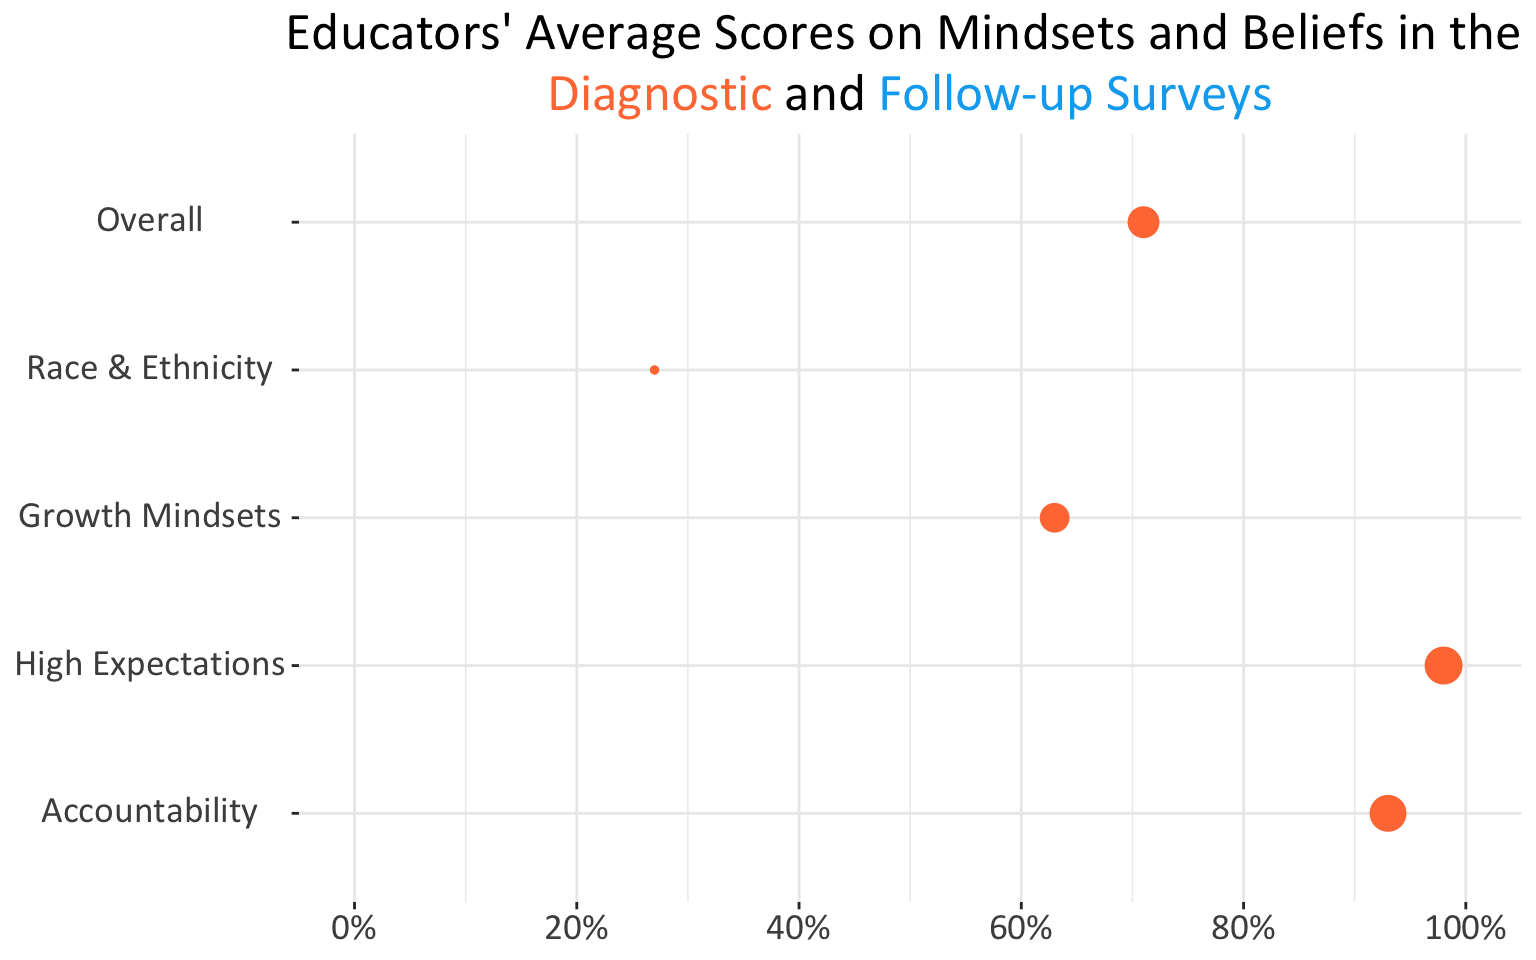 Educators' Average Scores on Mindsets and Beliefs in the
Diagnostic and Follow-up Surveys
Overall
Race & Ethnicity
Growth Mindsets
High Expectations
Accountability
0% 20% 40% 60% 80% 100%